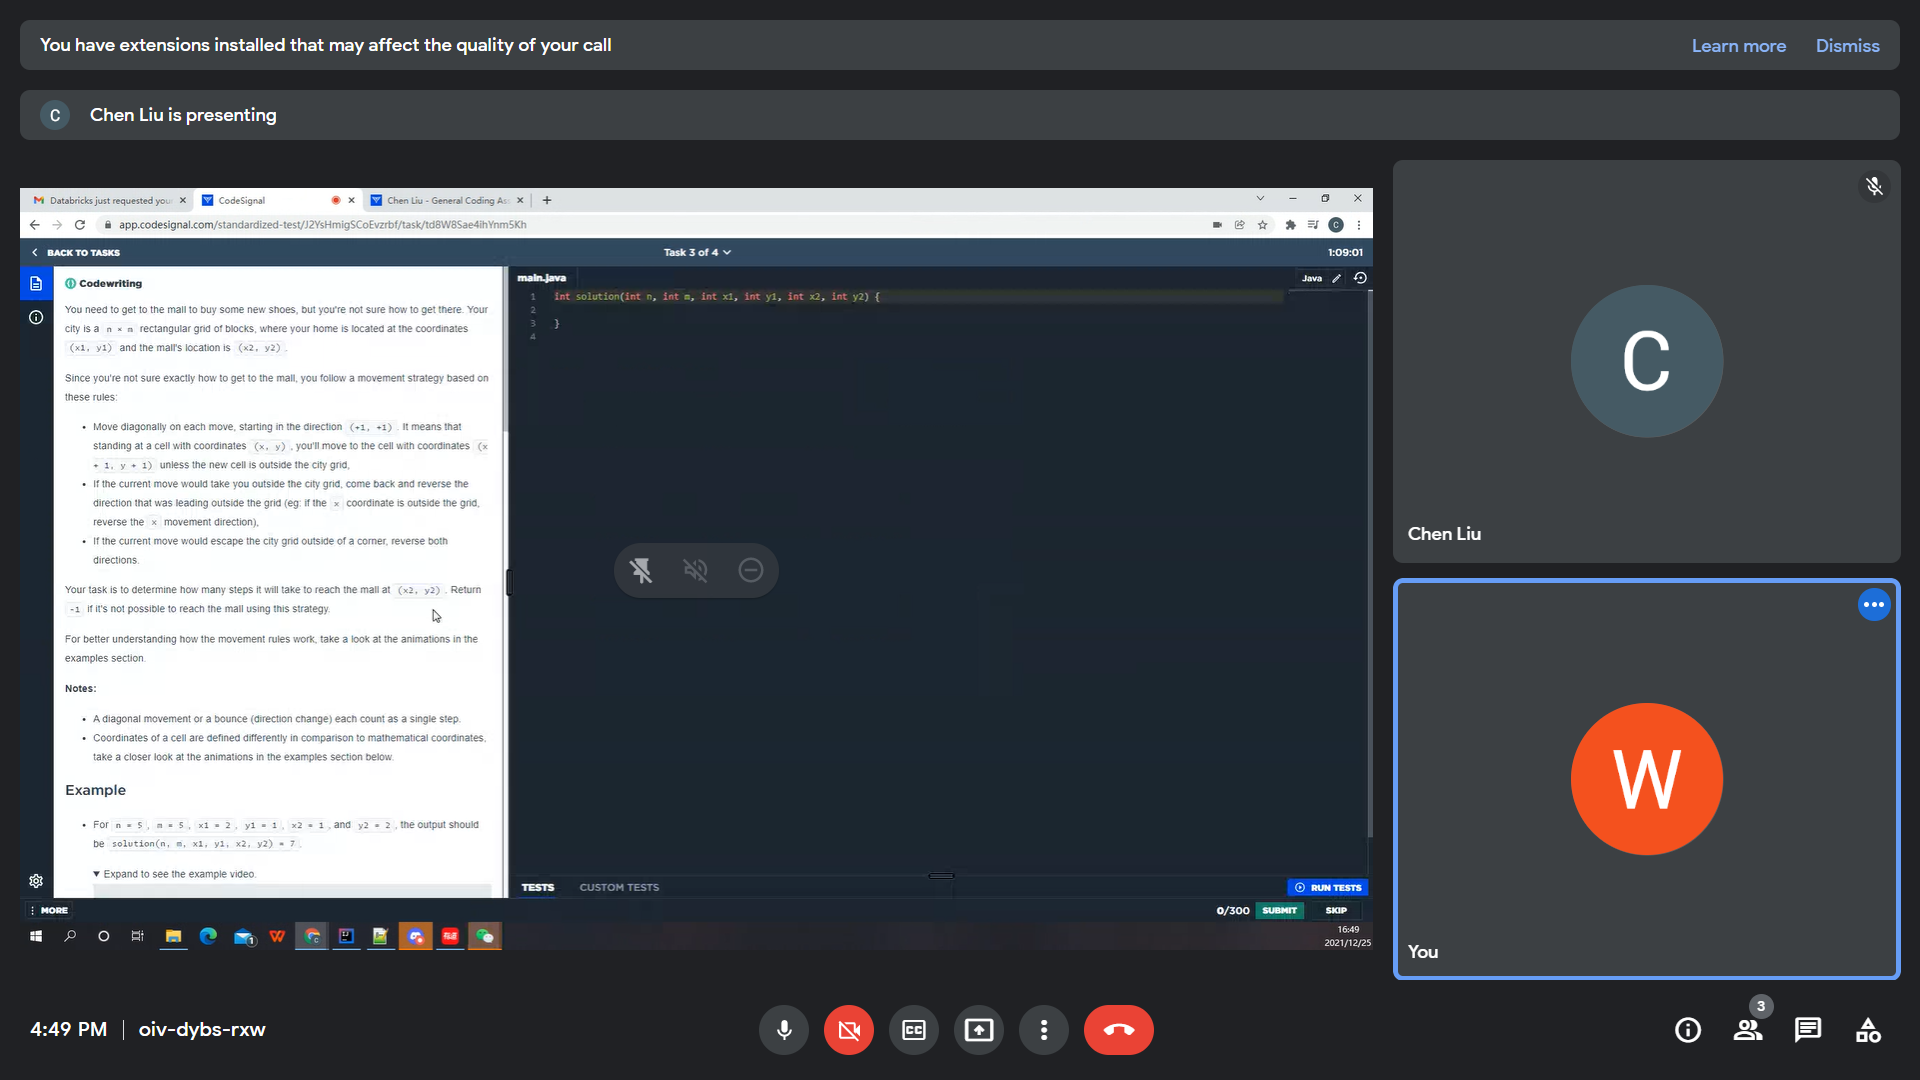 You have extensions installed that may affect the quality of your call
Learn more
Dismiss
C
Chen Liu is presenting
Databricks just requested your
CodeSignal
Chen Liu - General Coding Ass
app.codesignal.com/standardized-test/J2YsHmigSCoEvzrbf/task/td8W8Sae4ihYnm5Kh
C
BACK TO TASKS
Task 3 of 4
1:09:01
Codewriting
You need to get to the mall to buy some new shoes, but you're not sure how to get there. Your
city is a n × m rectangular grid of blocks, where your home is located at the coordinates
(x1, y1) and the mall's location is (x2, y2).
Since you're not sure exactly how to get to the mall, you follow a movement strategy based on
these rules:
• Move diagonally on each move, starting in the direction (+1, +1). It means that
standing at a cell with coordinates (x, y), you'll move to the cell with coordinates (x
+ 1, y + 1) unless the new cell is outside the city grid,
• If the current move would take you outside the city grid, come back and reverse the
direction that was leading outside the grid (eg: if the x coordinate is outside the grid,
reverse the x movement direction),
• If the current move would escape the city grid outside of a corner, reverse both
directions.
Your task is to determine how many steps it will take to reach the mall at (x2, y2). Return
-1 if it's not possible to reach the mall using this strategy.
For better understanding how the movement rules work, take a look at the animations in the
examples section.
Notes:
• A diagonal movement or a bounce (direction change) each count as a single step.
• Coordinates of a cell are defined differently in comparison to mathematical coordinates,
take a closer look at the animations in the examples section below.
Example
• For n = 5, m = 5, x1 = 2, y1 = 1, x2 = 1, and y2 = 2, the output should
be solution(n, m, x1, y1, x2, y2) = 7.
▼ Expand to see the example video.
main.java
Java
1 int solution(int n, int m, int x1, int y1, int x2, int y2) {
2
3 }
4
TESTS
CUSTOM TESTS
RUN TESTS
MORE
0/300
SUBMIT
SKIP
16:49
2021/12/25
C
Chen Liu
W
You
4:49 PM | oiv-dybs-rxw
CC
3